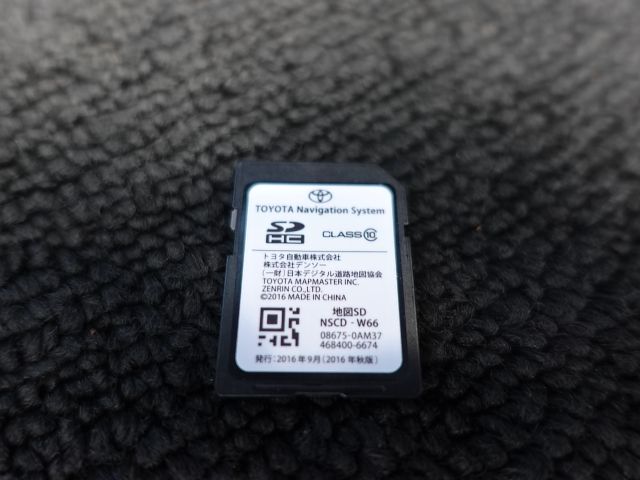 TOYOTA Navigation System
SD
HC
CLASS 10
トヨタ自動車株式会社
株式会社デンソー
(一財)日本デジタル道路地図協会
TOYOTA MAPMASTER INC.
ZENRIN CO.,LTD.
©2016 MADE IN CHINA
地図SD
NSCD - W66
08675-0AM37
468400-6674
発行:2016年9月(2016年秋版)